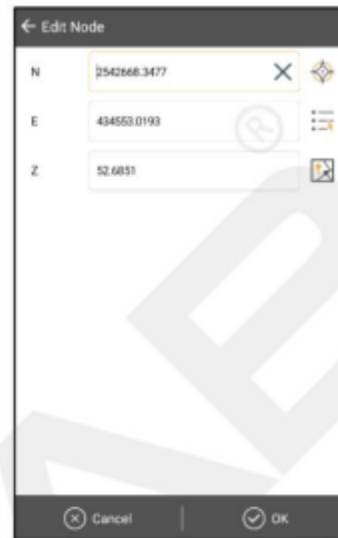 ← Edit Node
N 2542668.3477
E 434553.0193
Z 52.6851
Cancel OK